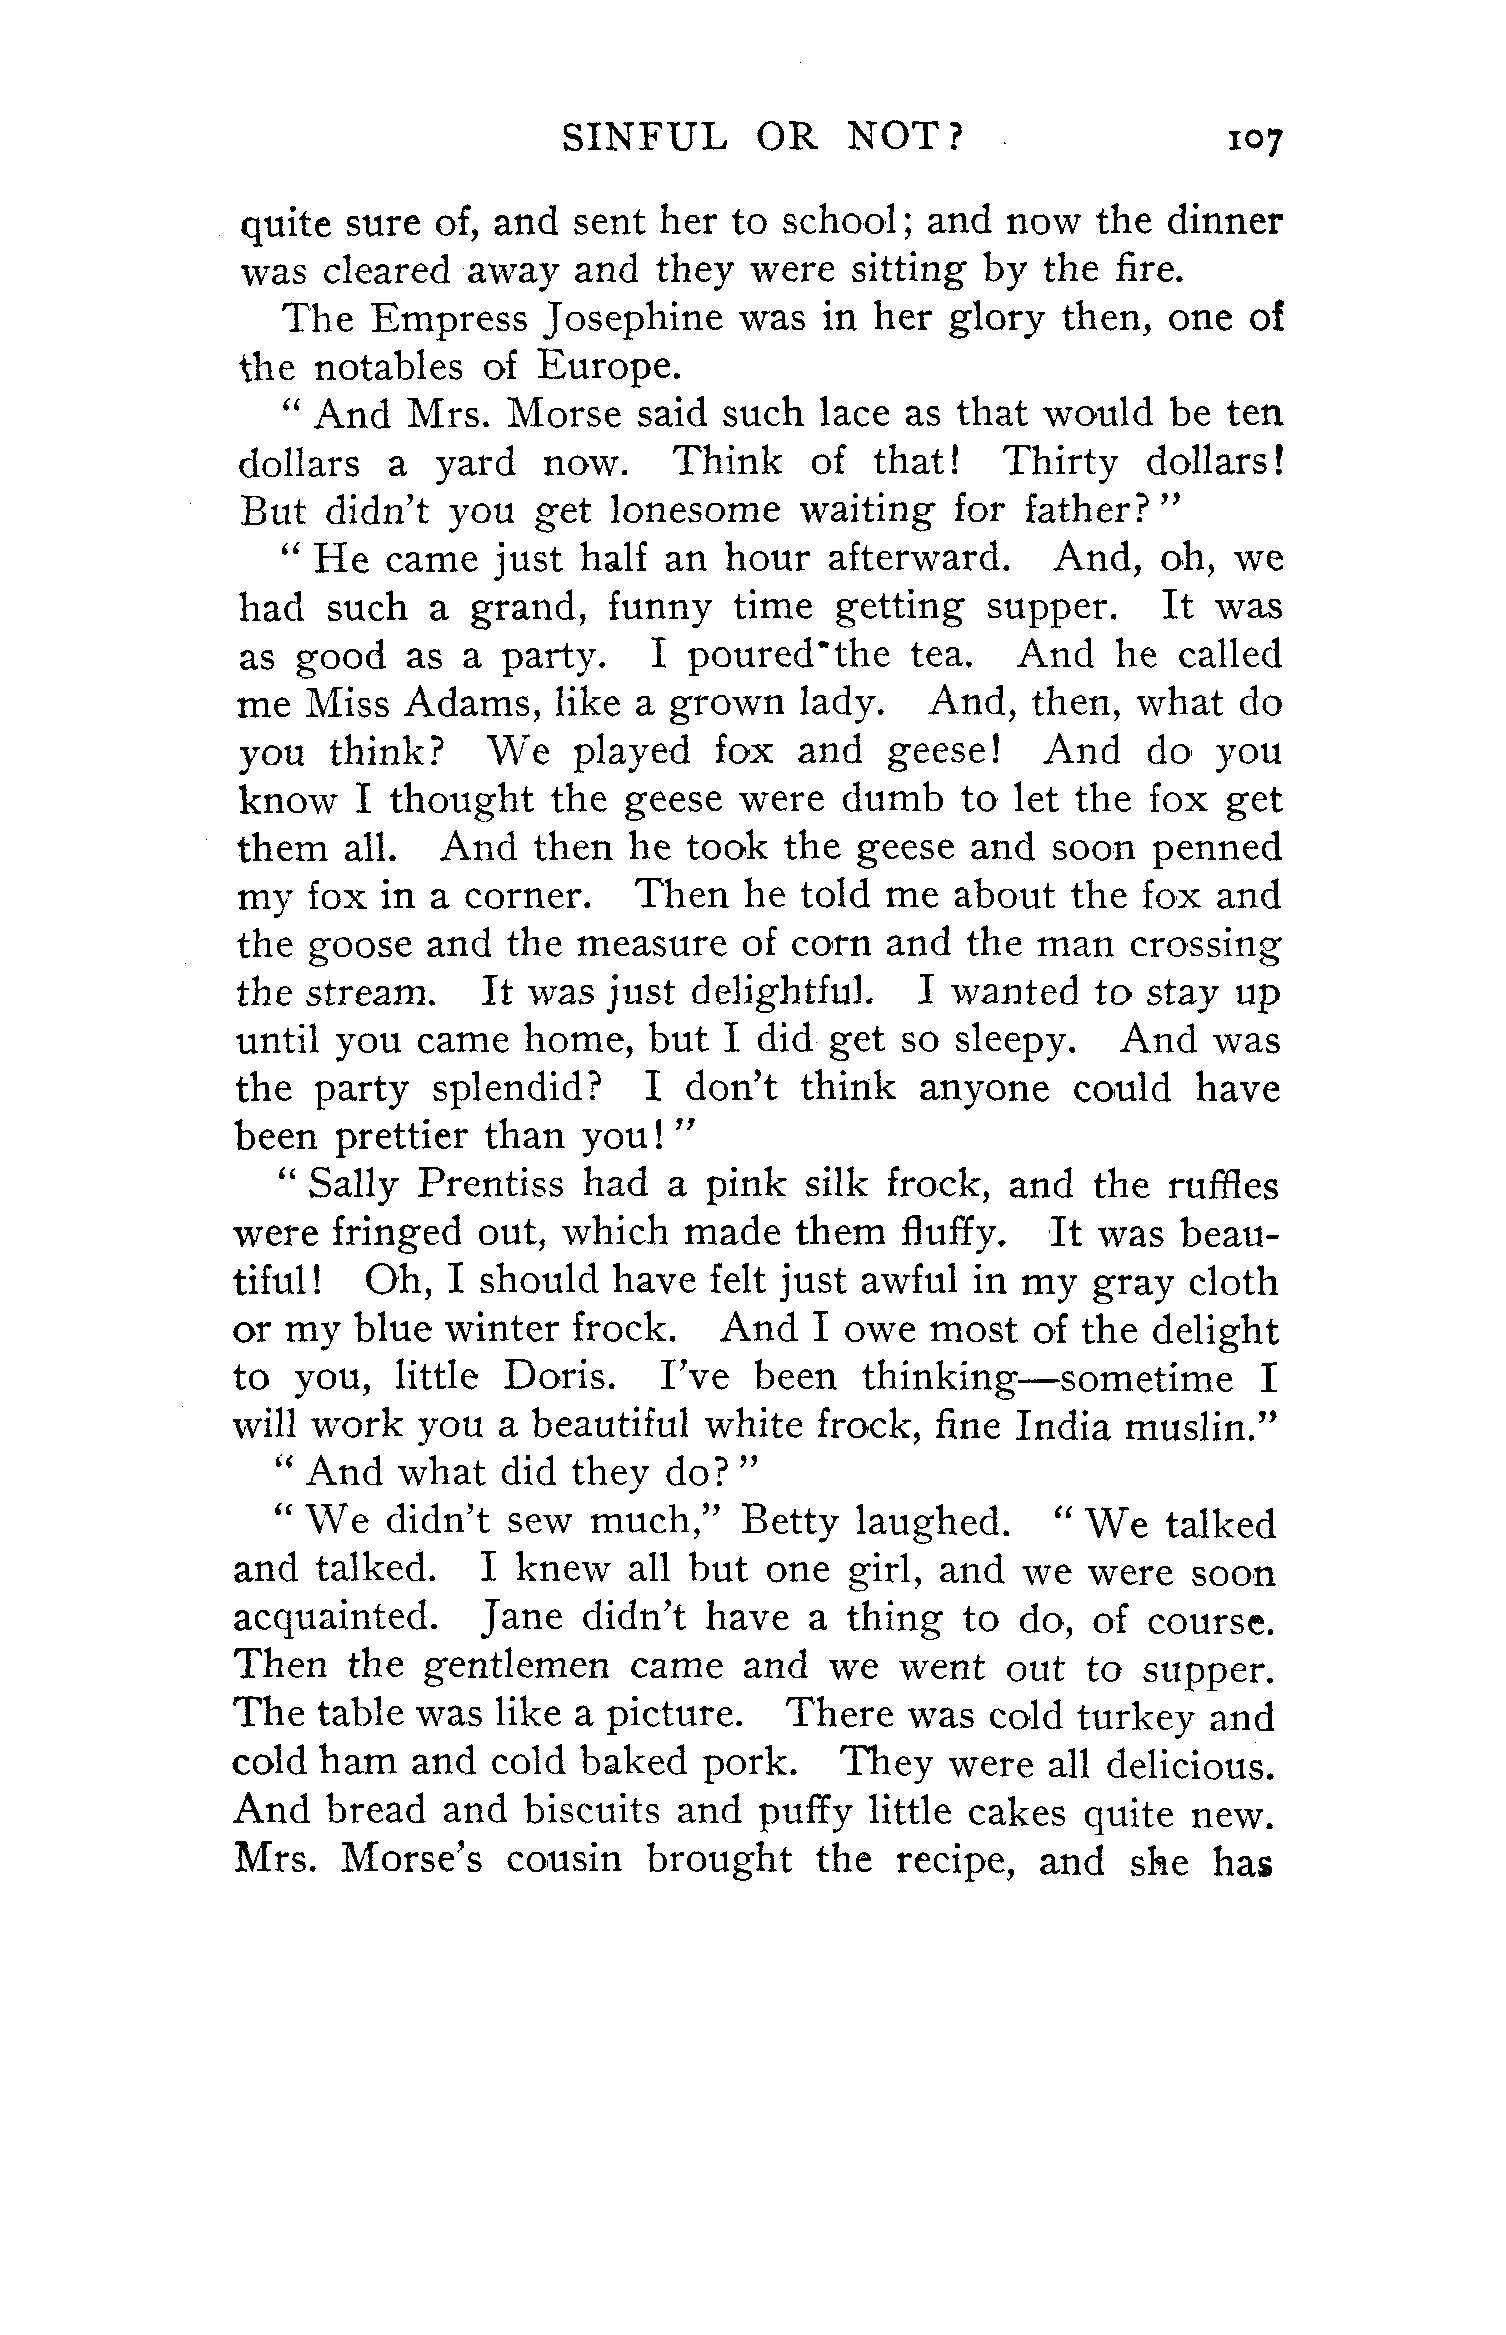 SINFUL OR NOT? 107
quite sure of, and sent her to school; and now the dinner
was cleared away and they were sitting by the fire.
The Empress Josephine was in her glory then, one of
the notables of Europe.
" And Mrs. Morse said such lace as that would be ten
dollars a yard now. Think of that! Thirty dollars!
But didn't you get lonesome waiting for father? "
" He came just half an hour afterward. And, oh, we
had such a grand, funny time getting supper. It was
as good as a party. I poured the tea. And he called
me Miss Adams, like a grown lady. And, then, what do
you think? We played fox and geese! And do you
know I thought the geese were dumb to let the fox get
them all. And then he took the geese and soon penned
my fox in a corner. Then he told me about the fox and
the goose and the measure of corn and the man crossing
the stream. It was just delightful. I wanted to stay up
until you came home, but I did get so sleepy. And was
the party splendid? I don't think anyone could have
been prettier than you! "
" Sally Prentiss had a pink silk frock, and the ruffles
were fringed out, which made them fluffy. It was beau-
tiful! Oh, I should have felt just awful in my gray cloth
or my blue winter frock. And I owe most of the delight
to you, little Doris. I've been thinking—sometime I
will work you a beautiful white frock, fine India muslin."
" And what did they do? "
" We didn't sew much," Betty laughed. " We talked
and talked. I knew all but one girl, and we were soon
acquainted. Jane didn't have a thing to do, of course.
Then the gentlemen came and we went out to supper.
The table was like a picture. There was cold turkey and
cold ham and cold baked pork. They were all delicious.
And bread and biscuits and puffy little cakes quite new.
Mrs. Morse's cousin brought the recipe, and she has